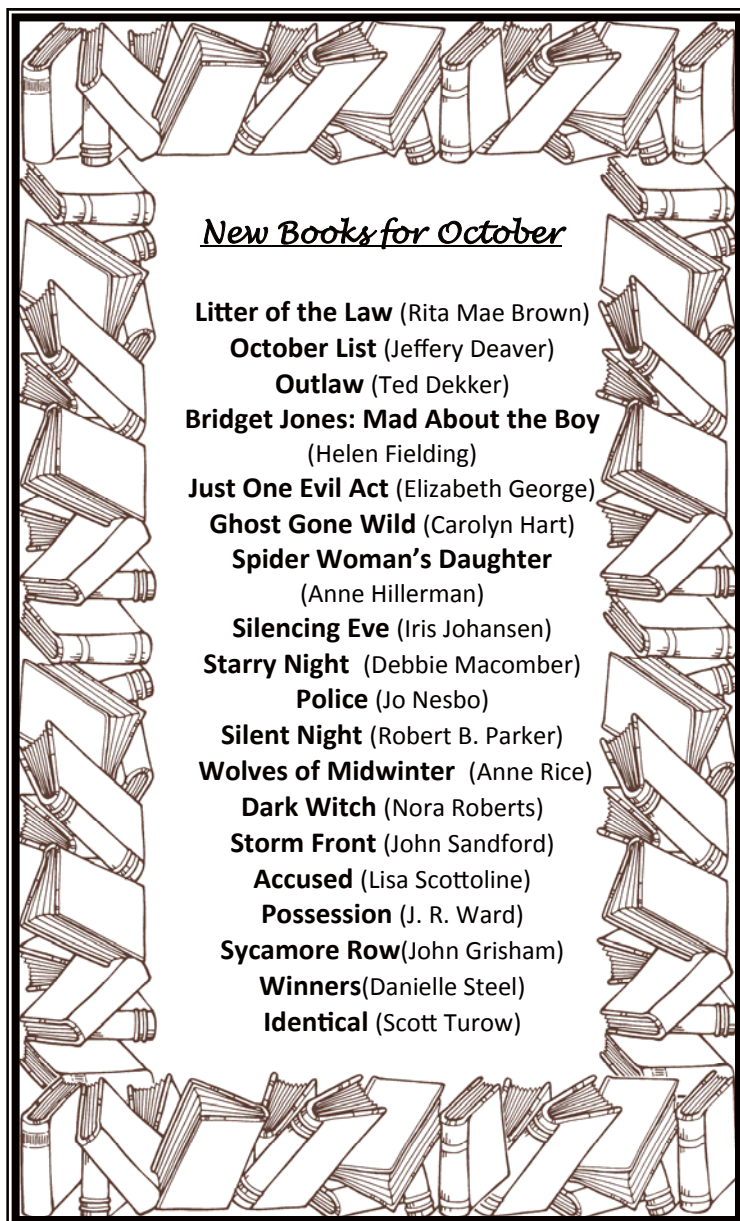 New Books for October
Litter of the Law (Rita Mae Brown)
October List (Jeffery Deaver)
Outlaw (Ted Dekker)
Bridget Jones: Mad About the Boy
(Helen Fielding)
Just One Evil Act (Elizabeth George)
Ghost Gone Wild (Carolyn Hart)
Spider Woman’s Daughter
(Anne Hillerman)
Silencing Eve (Iris Johansen)
Starry Night  (Debbie Macomber)
Police (Jo Nesbo)
Silent Night (Robert B. Parker)
Wolves of Midwinter  (Anne Rice)
Dark Witch (Nora Roberts)
Storm Front (John Sandford)
Accused (Lisa Scottoline)
Possession (J. R. Ward)
Sycamore Row(John Grisham)
Winners(Danielle Steel)
Identical (Scott Turow)